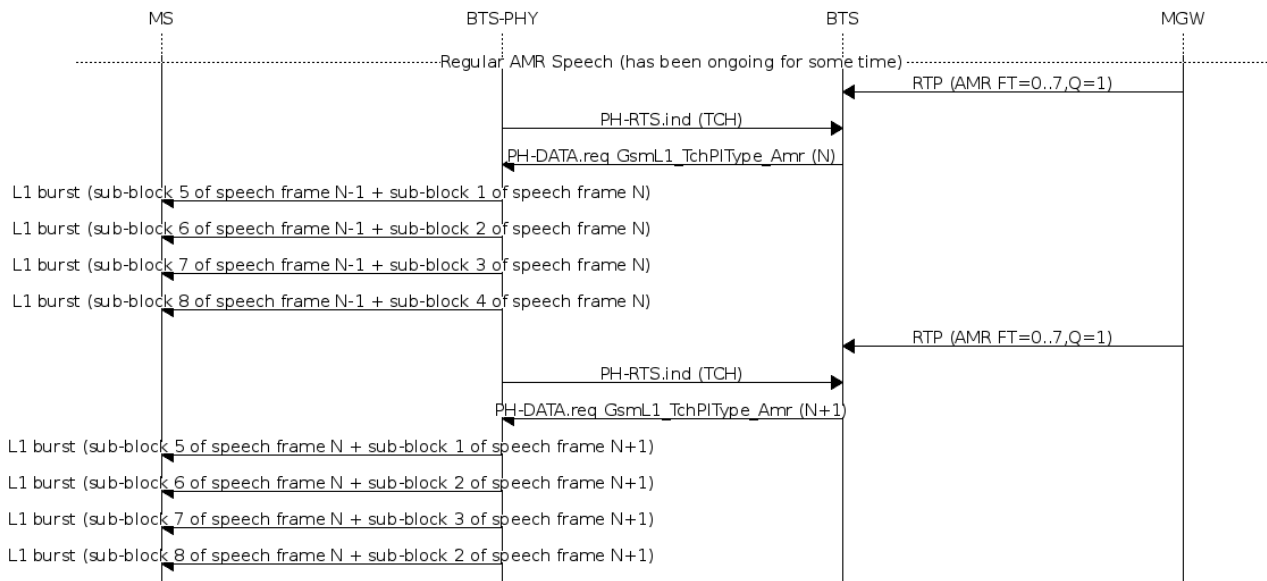 MS BTS-PHY BTS MGW
Regular AMR Speech (has been ongoing for some time)
RTP (AMR FT=0..7,Q=1)
PH-RTS.ind (TCH)
PH-DATA.req GsmL1_TchPlType_Amr (N)
L1 burst (sub-block 5 of speech frame N-1 + sub-block 1 of speech frame N)
L1 burst (sub-block 6 of speech frame N-1 + sub-block 2 of speech frame N)
L1 burst (sub-block 7 of speech frame N-1 + sub-block 3 of speech frame N)
L1 burst (sub-block 8 of speech frame N-1 + sub-block 4 of speech frame N)
RTP (AMR FT=0..7,Q=1)
PH-RTS.ind (TCH)
PH-DATA.req GsmL1_TchPlType_Amr (N+1)
L1 burst (sub-block 5 of speech frame N + sub-block 1 of speech frame N+1)
L1 burst (sub-block 6 of speech frame N + sub-block 2 of speech frame N+1)
L1 burst (sub-block 7 of speech frame N + sub-block 3 of speech frame N+1)
L1 burst (sub-block 8 of speech frame N + sub-block 2 of speech frame N+1)